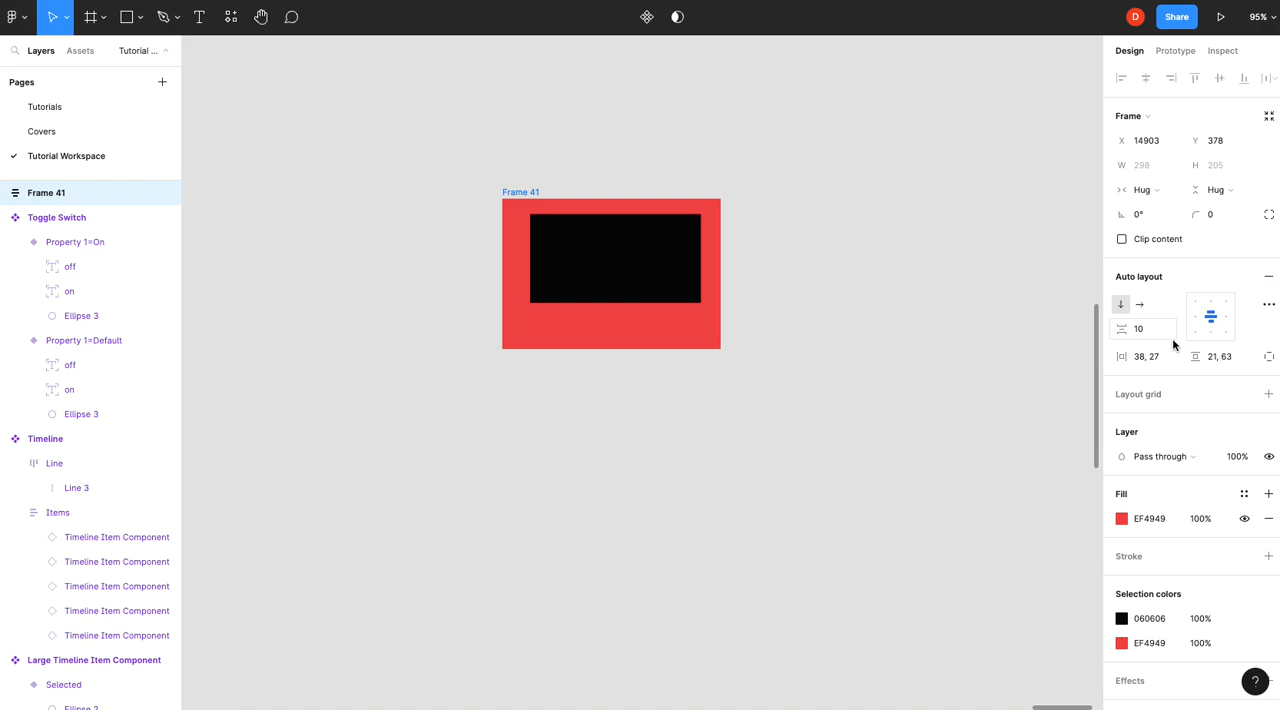 D
Share
95%
Layers
Assets
Tutorial ...
Pages
Tutorials
Covers
Tutorial Workspace
Frame 41
Toggle Switch
Property 1=On
off
on
Ellipse 3
Property 1=Default
off
on
Ellipse 3
Timeline
Line
Line 3
Items
Timeline Item Component
Timeline Item Component
Timeline Item Component
Timeline Item Component
Timeline Item Component
Large Timeline Item Component
Selected
Ellipse 2
Frame 41
Design
Prototype
Inspect
Frame
X 14903 Y 378
W 298 H 205
Hug Hug
0° 0
Clip content
Auto layout
10
38, 27 21, 63
Layout grid
Layer
Pass through 100%
Fill
EF4949 100%
Stroke
Selection colors
060606 100%
EF4949 100%
Effects
?